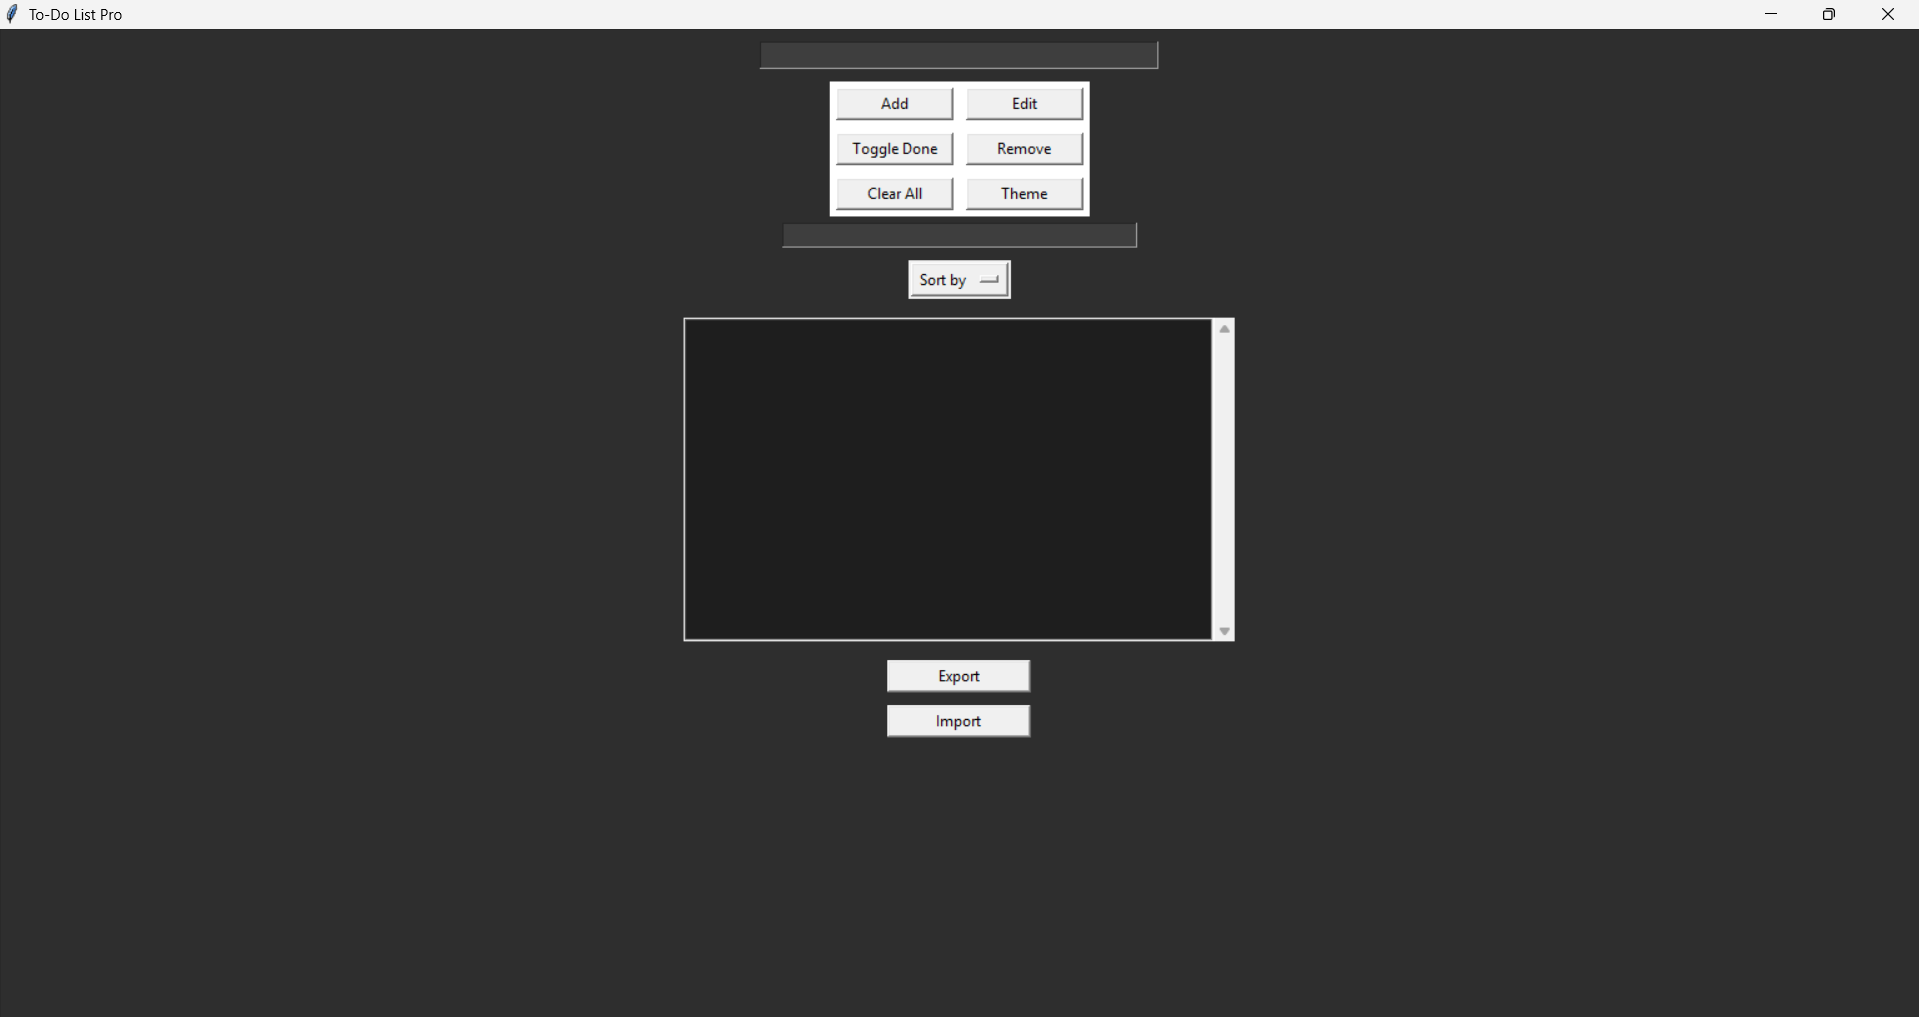 To-Do List Pro
Add Edit
Toggle Done Remove
Clear All Theme
Sort by
Export
Import